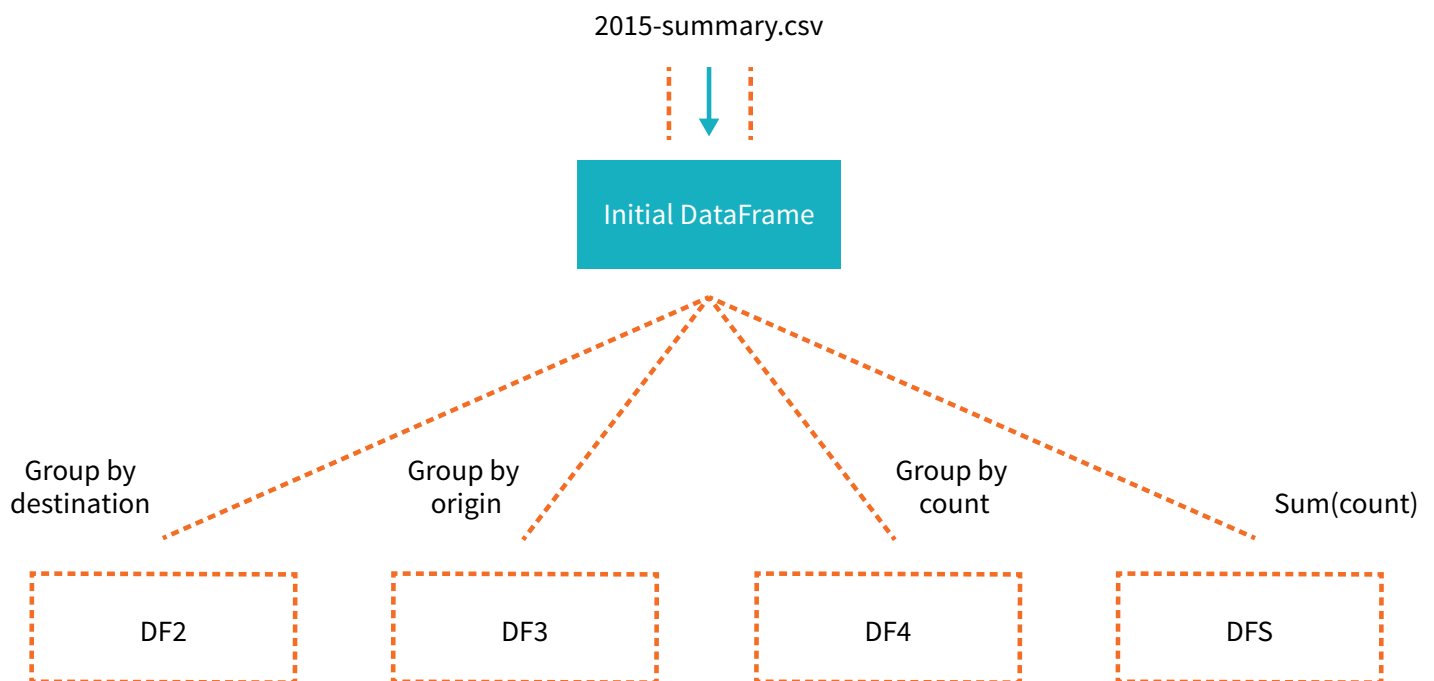 2015-summary.csv
Initial DataFrame
Group by
destination
Group by
origin
Group by
count
Sum(count)
DF2
DF3
DF4
DFS